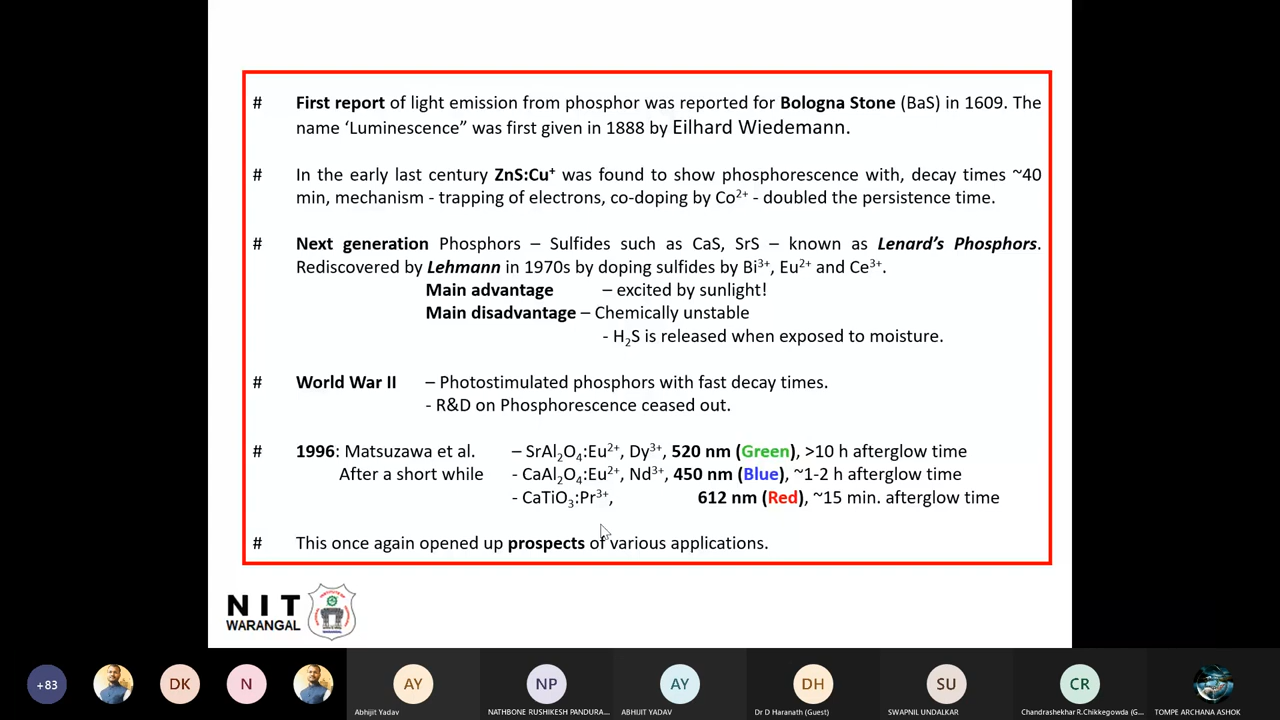 # First report of light emission from phosphor was reported for Bologna Stone (BaS) in 1609. The
name ‘Luminescence” was first given in 1888 by Eilhard Wiedemann.
# In the early last century ZnS:Cu⁺ was found to show phosphorescence with, decay times ~40
min, mechanism - trapping of electrons, co-doping by Co²⁺ - doubled the persistence time.
# Next generation Phosphors – Sulfides such as CaS, SrS – known as Lenard’s Phosphors.
Rediscovered by Lehmann in 1970s by doping sulfides by Bi³⁺, Eu²⁺ and Ce³⁺.
Main advantage – excited by sunlight!
Main disadvantage – Chemically unstable
- H₂S is released when exposed to moisture.
# World War II – Photostimulated phosphors with fast decay times.
- R&D on Phosphorescence ceased out.
# 1996: Matsuzawa et al. – SrAl₂O₄:Eu²⁺, Dy³⁺, 520 nm (Green), >10 h afterglow time
After a short while - CaAl₂O₄:Eu²⁺, Nd³⁺, 450 nm (Blue), ~1-2 h afterglow time
- CaTiO₃:Pr³⁺, 612 nm (Red), ~15 min. afterglow time
# This once again opened up prospects of various applications.
NIT
WARANGAL
+83 DK N AY NP AY DH SU CR
Abhijit Yadav NATHBONE RUSHIKESH PANDURA... ABHIJIT YADAV Dr D Haranath (Guest) SWAPNIL UNDALKAR Chandrashekhar R.Chikkegowda (G... TOMPE ARCHANA ASHOK